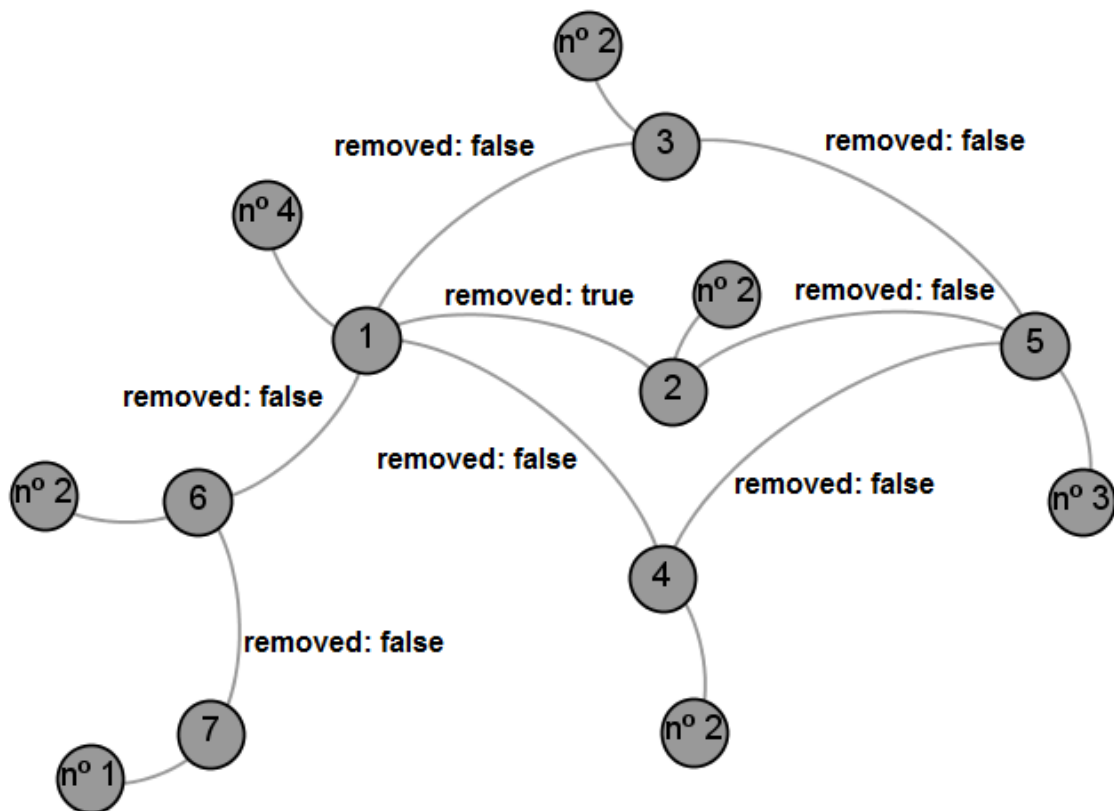 nº 2
removed: false
3
removed: false
nº 4
removed: true
nº 2
removed: false
1
5
2
removed: false
removed: false
removed: false
nº 2
6
nº 3
4
removed: false
7
nº 2
nº 1